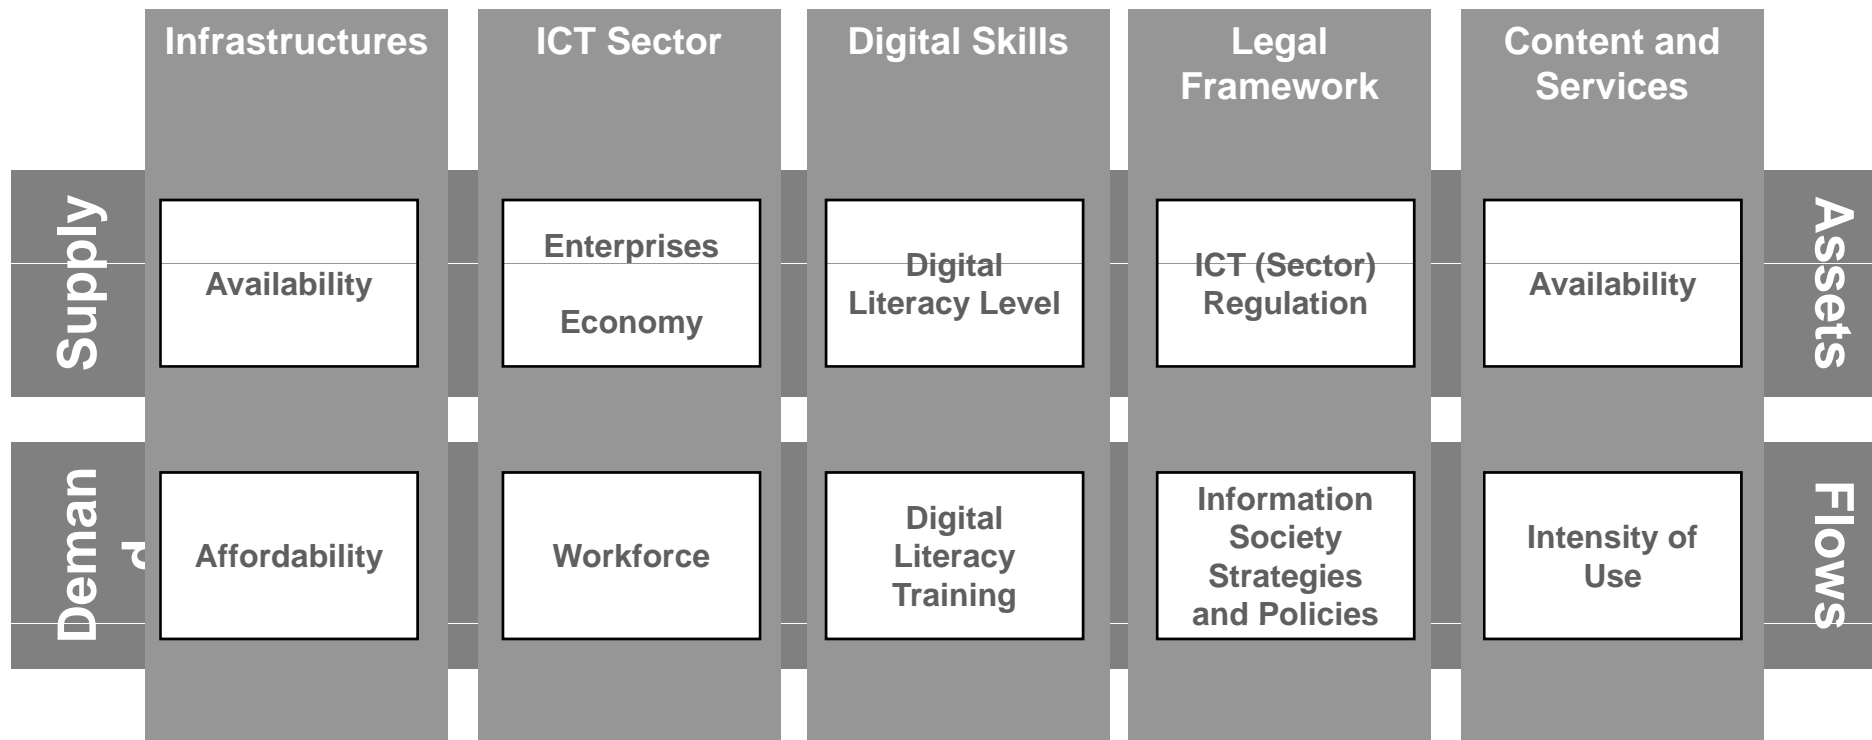 Infrastructures
ICT Sector
Digital Skills
Legal
Framework
Content and
Services
Supply
Availability
Enterprises
Economy
Digital
Literacy Level
ICT (Sector)
Regulation
Availability
Assets
Deman
d
Affordability
Workforce
Digital
Literacy
Training
Information
Society
Strategies
and Policies
Intensity of
Use
Flows